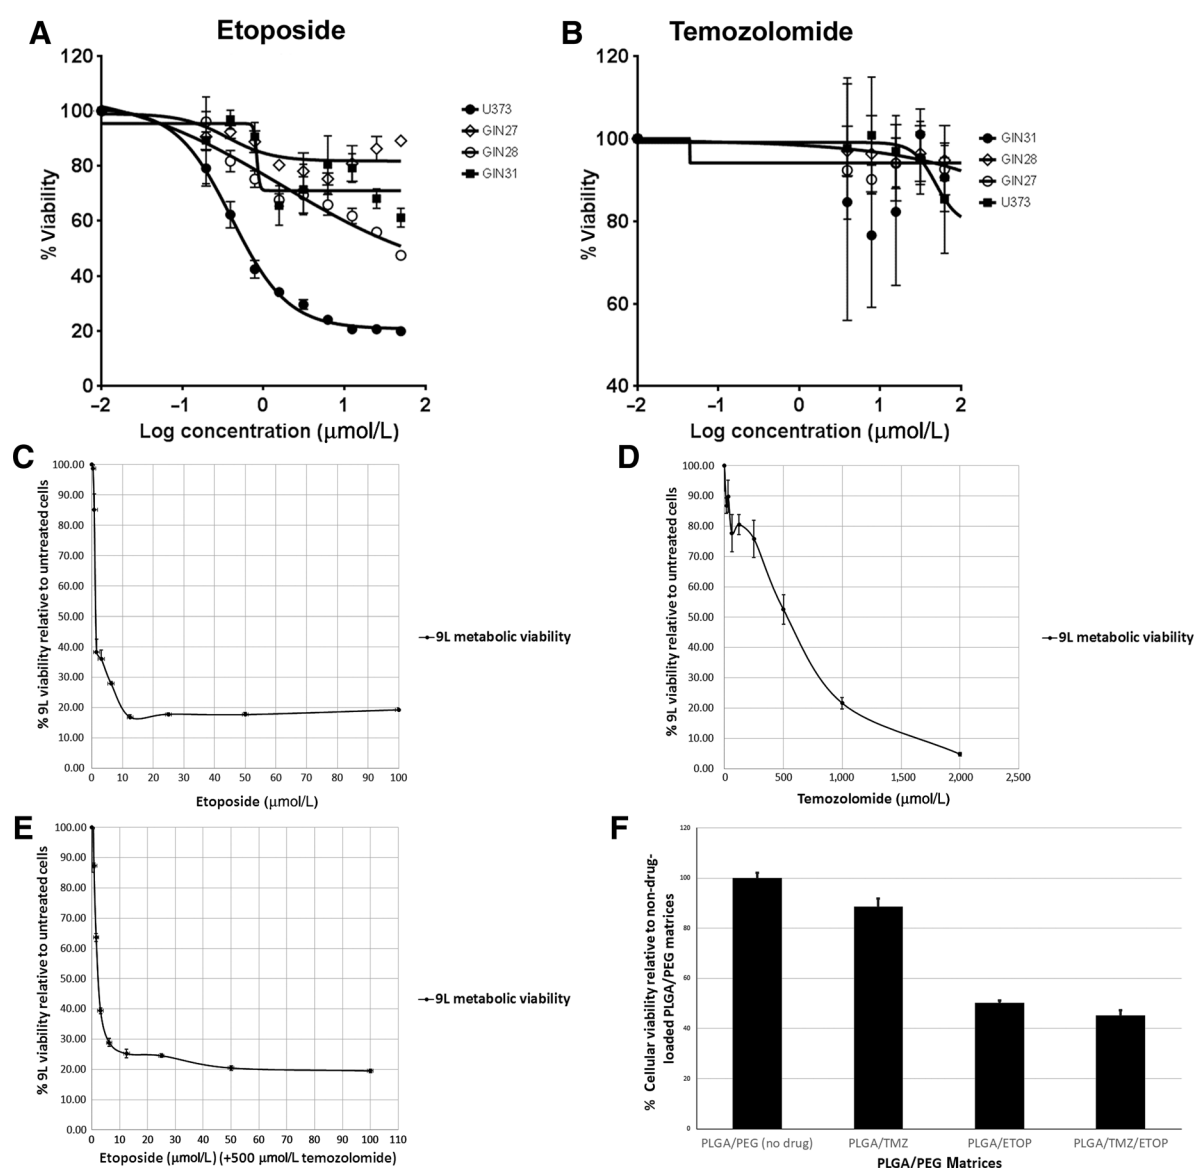 A
Etoposide
120
100
80
60
40
20
0
% Viability
−2
−1
0
1
2
Log concentration (μmol/L)
U373
GIN27
GIN28
GIN31
B
Temozolomide
120
100
80
60
40
% Viability
−2
−1
0
1
2
Log concentration (μmol/L)
GIN31
GIN28
GIN27
U373
C
100.00
90.00
80.00
70.00
60.00
50.00
40.00
30.00
20.00
10.00
0.00
% 9L viability relative to untreated cells
0 10 20 30 40 50 60 70 80 90 100
Etoposide (μmol/L)
9L metabolic viability
D
100.00
90.00
80.00
70.00
60.00
50.00
40.00
30.00
20.00
10.00
0.00
% 9L viability relative to untreated cells
0 500 1,000 1,500 2,000 2,500
Temozolomide (μmol/L)
9L metabolic viability
E
100.00
90.00
80.00
70.00
60.00
50.00
40.00
30.00
20.00
10.00
0.00
% 9L viability relative to untreated cells
0 10 20 30 40 50 60 70 80 90 100 110
Etoposide (μmol/L) (+500 μmol/L temozolomide)
9L metabolic viability
F
120
100
80
60
40
20
0
% Cellular viability relative to non-drug-
loaded PLGA/PEG matrices
PLGA/PEG (no drug) PLGA/TMZ PLGA/ETOP PLGA/TMZ/ETOP
PLGA/PEG Matrices